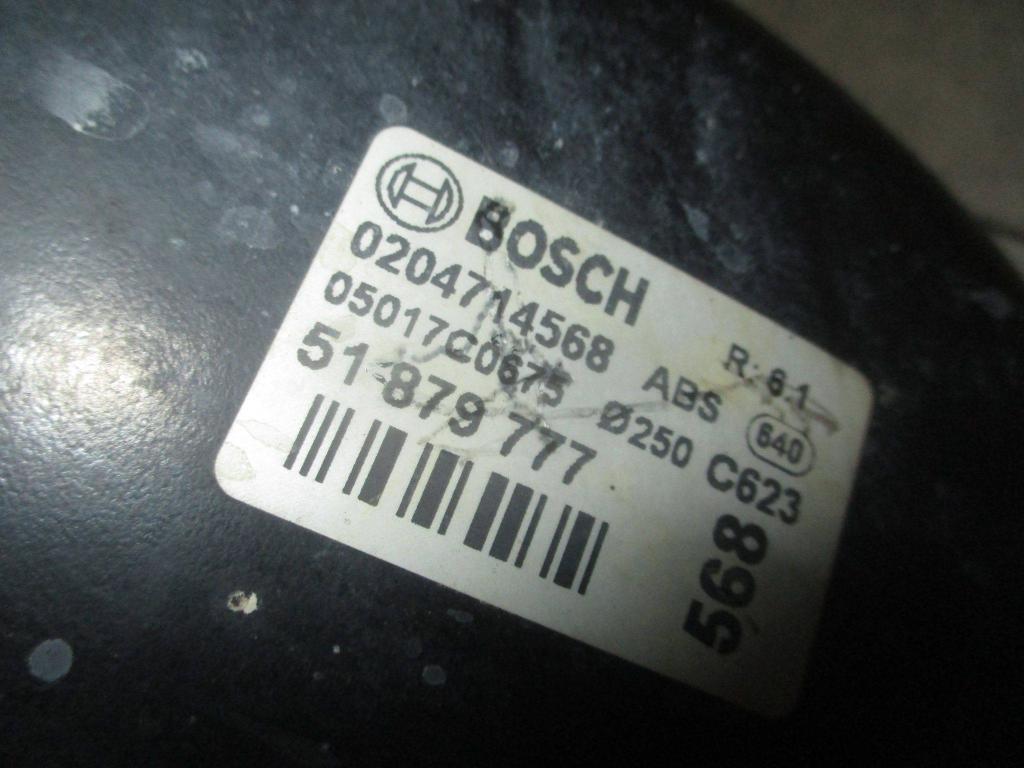 BOSCH
0204714568 R: 6.1
05017C0675 ABS 640
51 879 777 Ø250 C623
568